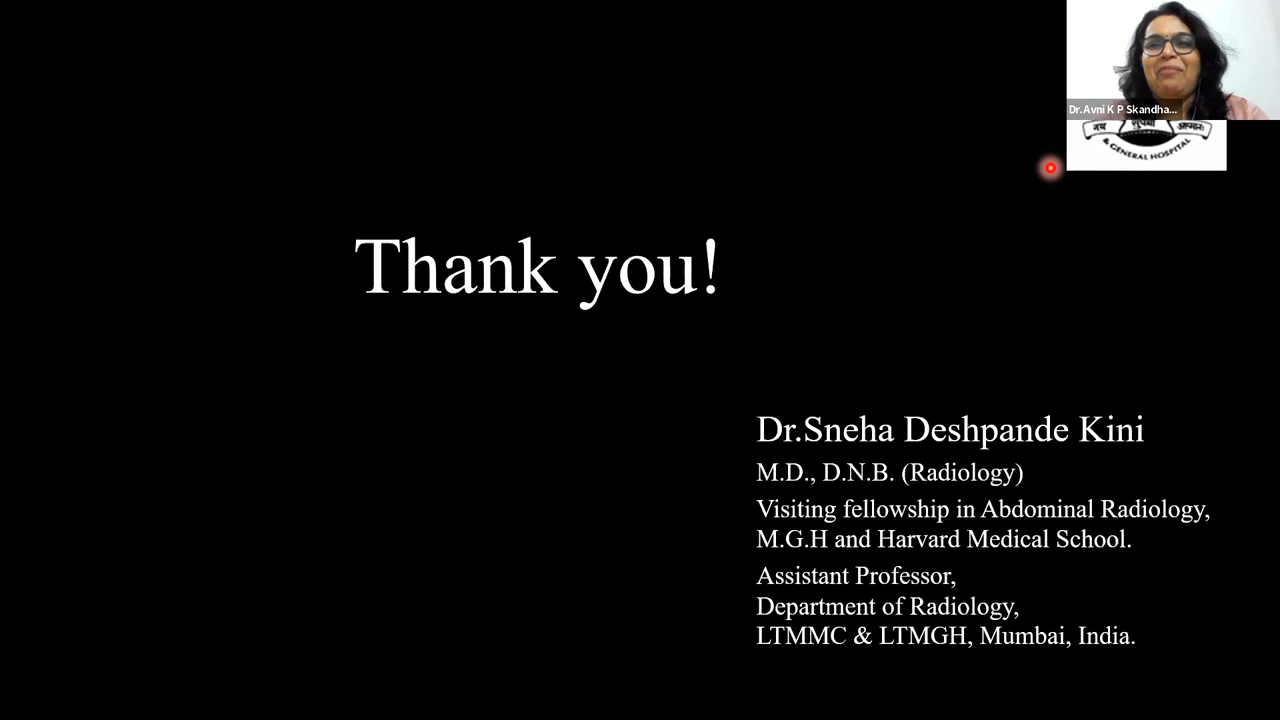 Dr.Avni K P Skandha...
& GENERAL HOSPITAL
Thank you!
Dr.Sneha Deshpande Kini
M.D., D.N.B. (Radiology)
Visiting fellowship in Abdominal Radiology,
M.G.H and Harvard Medical School.
Assistant Professor,
Department of Radiology,
LTMMC & LTMGH, Mumbai, India.